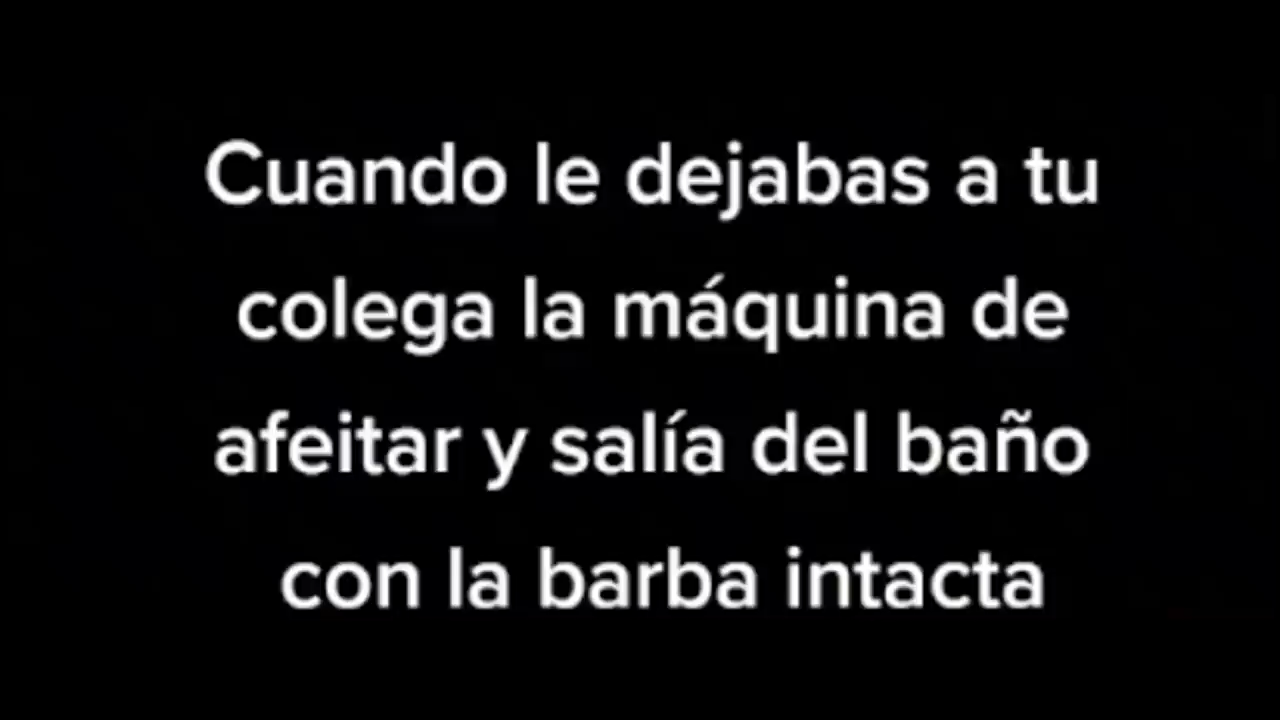 Cuando le dejabas a tu
colega la máquina de
afeitar y salía del baño
con la barba intacta